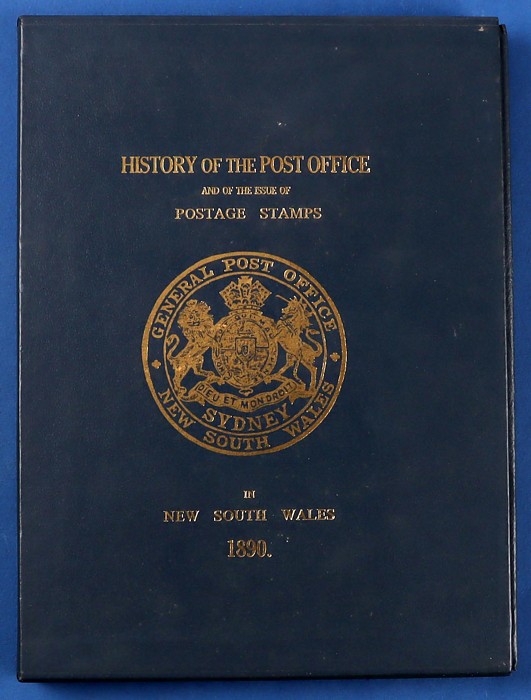 HISTORY OF THE POST OFFICE
AND OF THE ISSUE OF
POSTAGE STAMPS
GENERAL POST OFFICE
DIEU ET MON DROIT
SYDNEY
NEW SOUTH WALES
IN
NEW SOUTH WALES
1890.